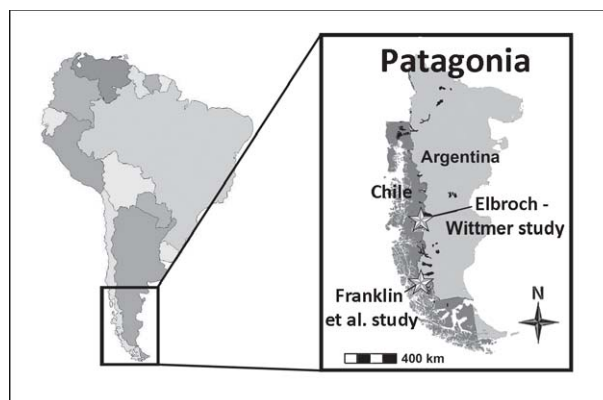 Patagonia
Argentina
Chile
Elbroch -
Wittmer study
Franklin
et al. study
N
400 km